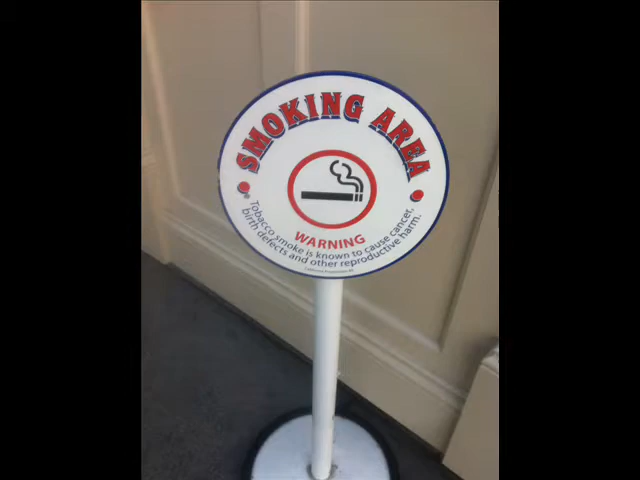 SMOKING AREA
WARNING
Tobacco smoke is known to cause cancer,
birth defects and other reproductive harm.